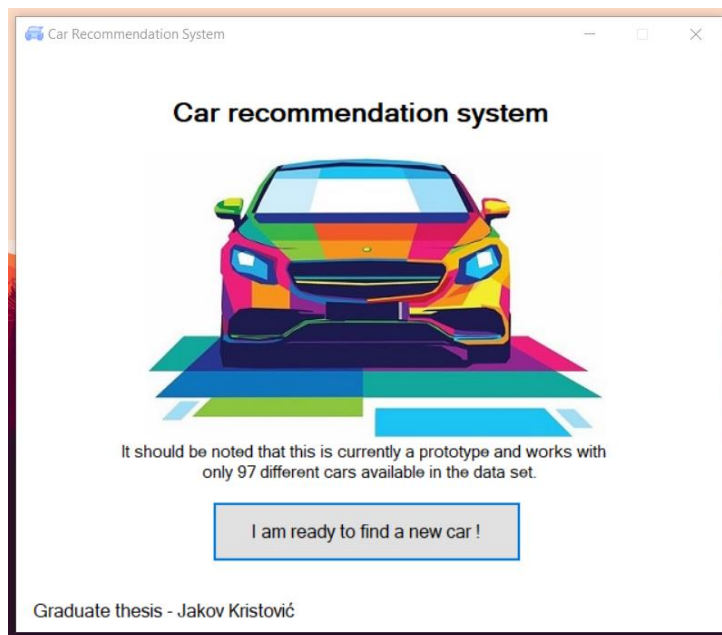 Car Recommendation System
Car recommendation system
It should be noted that this is currently a prototype and works with
only 97 different cars available in the data set.
I am ready to find a new car !
Graduate thesis - Jakov Kristović